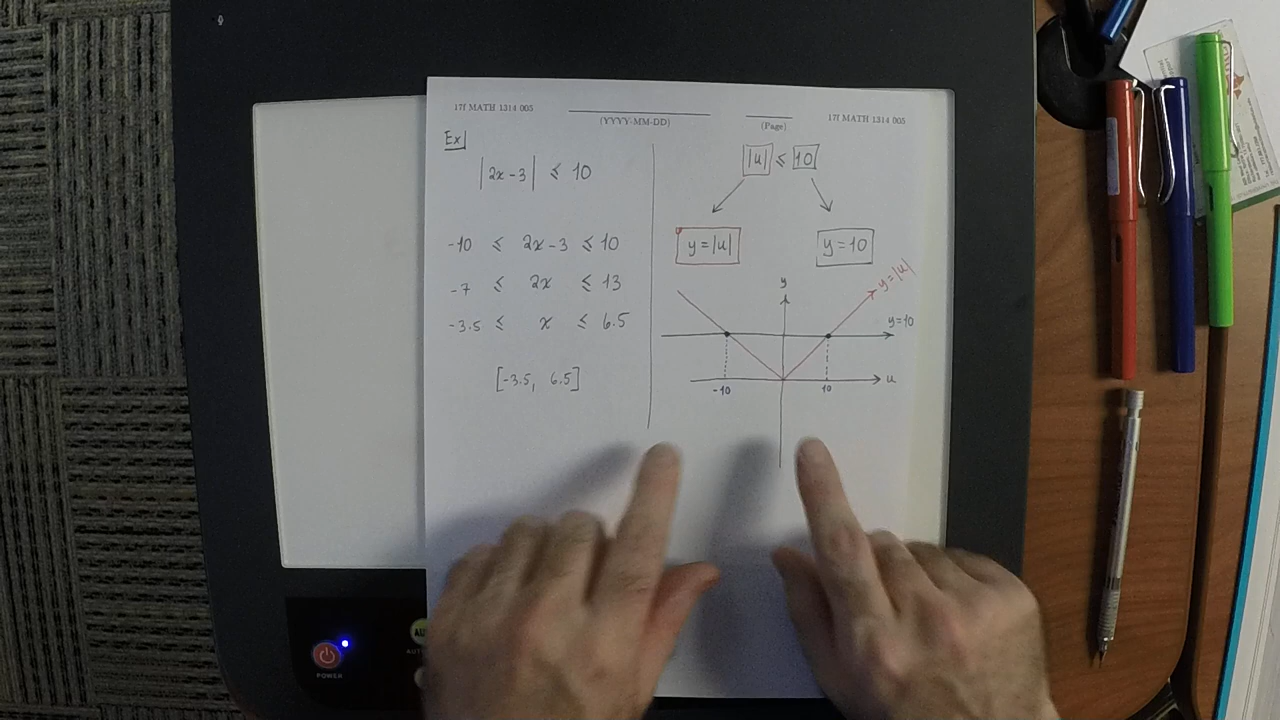 17f MATH 1314 005
(YYYY-MM-DD)
(Page)
17f MATH 1314 005
Ex
|2x-3| ⩽ 10
-10 ⩽ 2x-3 ⩽ 10
-7 ⩽ 2x ⩽ 13
-3.5 ⩽ x ⩽ 6.5
[-3.5, 6.5]
|u| ⩽ 10
y=|u|
y=10
y
y=|u|
y=10
-10
10
u
POWER